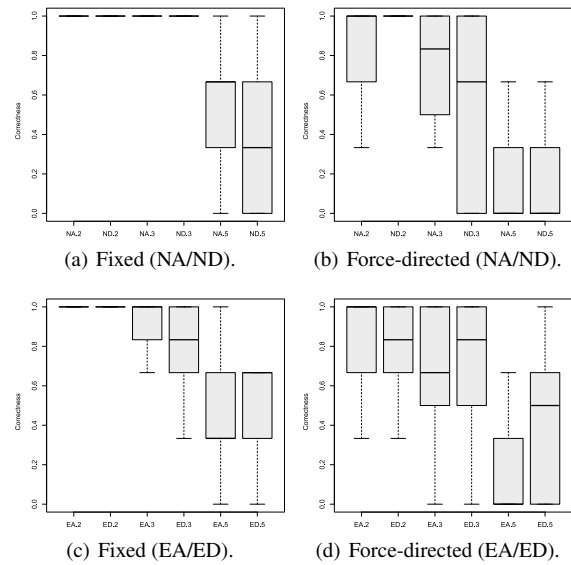 Correctness
0.0 0.2 0.4 0.6 0.8 1.0
NA.2 ND.2 NA.3 ND.3 NA.5 ND.5
(a) Fixed (NA/ND).
Correctness
0.0 0.2 0.4 0.6 0.8 1.0
NA.2 ND.2 NA.3 ND.3 NA.5 ND.5
(b) Force-directed (NA/ND).
Correctness
0.0 0.2 0.4 0.6 0.8 1.0
EA.2 ED.2 EA.3 ED.3 EA.5 ED.5
(c) Fixed (EA/ED).
Correctness
0.0 0.2 0.4 0.6 0.8 1.0
EA.2 ED.2 EA.3 ED.3 EA.5 ED.5
(d) Force-directed (EA/ED).